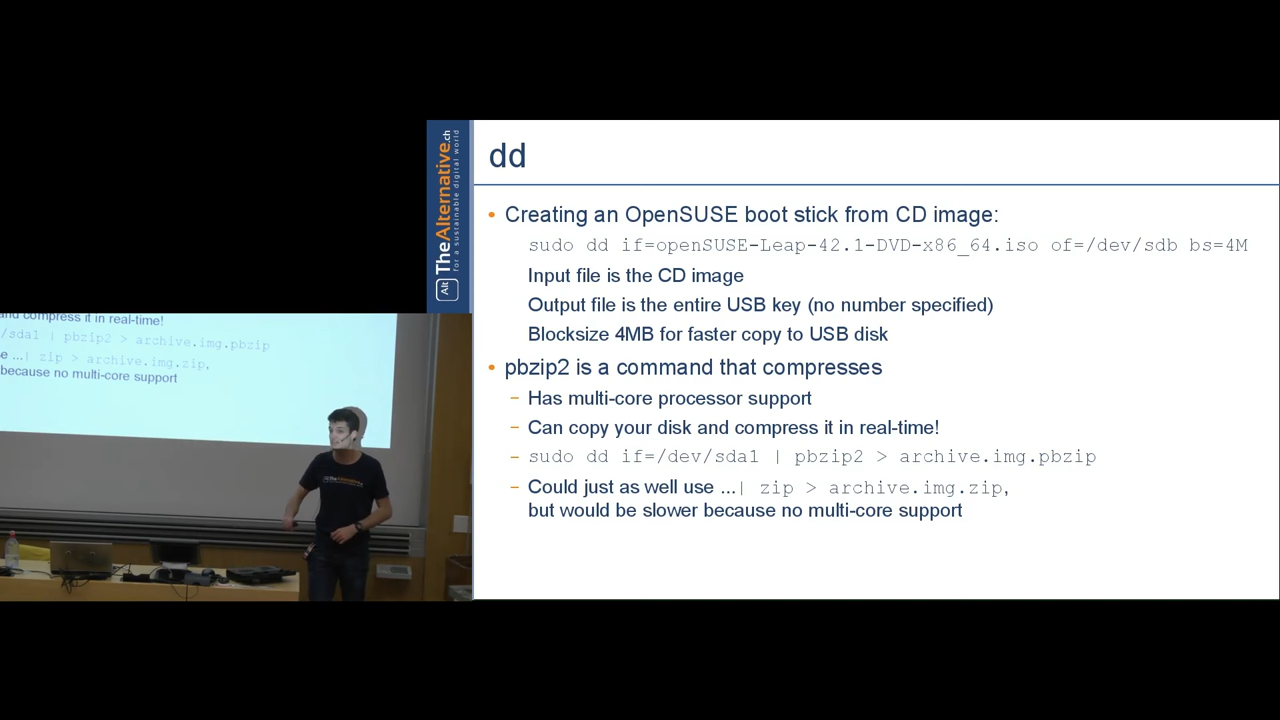 dd
Creating an OpenSUSE boot stick from CD image:
sudo dd if=openSUSE-Leap-42.1-DVD-x86_64.iso of=/dev/sdb bs=4M
Input file is the CD image
Output file is the entire USB key (no number specified)
Blocksize 4MB for faster copy to USB disk
pbzip2 is a command that compresses
Has multi-core processor support
Can copy your disk and compress it in real-time!
sudo dd if=/dev/sda1 | pbzip2 > archive.img.pbzip
Could just as well use ...| zip > archive.img.zip,
but would be slower because no multi-core support
Alt TheAlternative.ch
for a sustainable digital world
and compress it in real-time!
/sda1 | pbzip2 > archive.img.pbzip
e ...| zip > archive.img.zip,
because no multi-core support